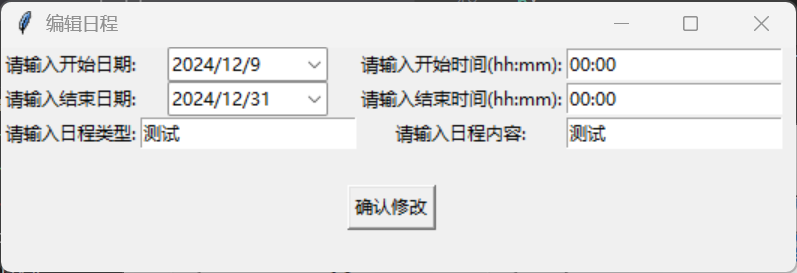 编辑日程
请输入开始日期: 2024/12/9 请输入开始时间(hh:mm): 00:00
请输入结束日期: 2024/12/31 请输入结束时间(hh:mm): 00:00
请输入日程类型: 测试 请输入日程内容: 测试
确认修改